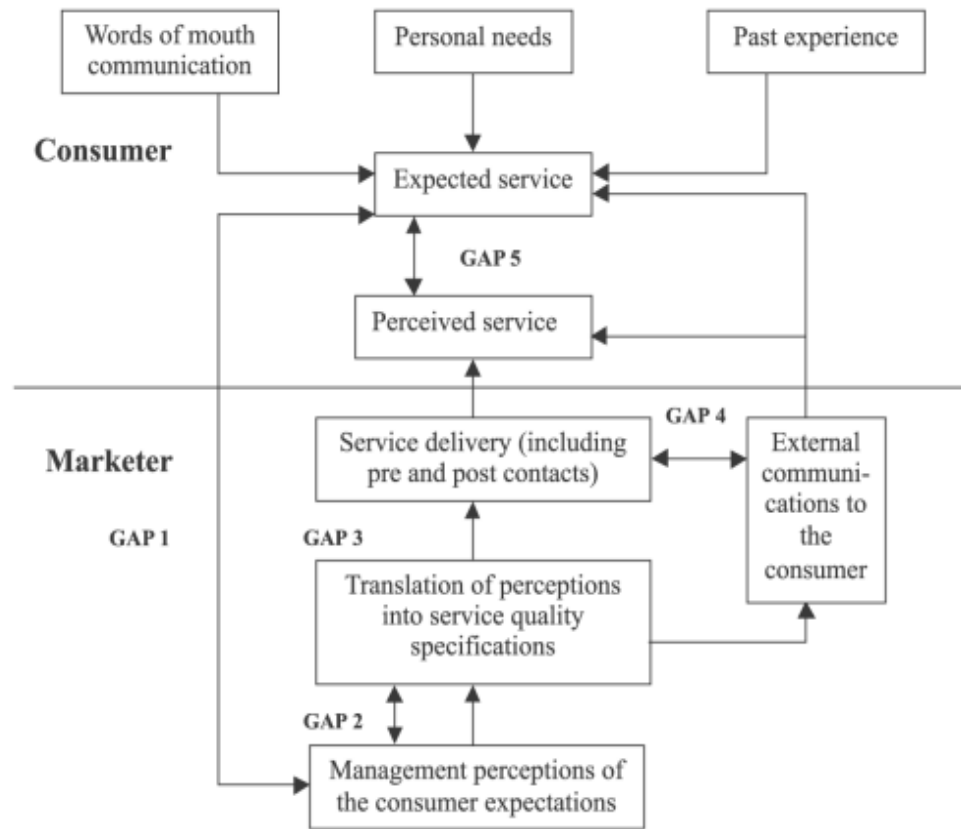 Words of mouth
communication
Personal needs
Past experience
Consumer
Expected service
GAP 5
Perceived service
GAP 4
Marketer
Service delivery (including
pre and post contacts)
External
communi-
cations to
the
consumer
GAP 1
GAP 3
Translation of perceptions
into service quality
specifications
GAP 2
Management perceptions of
the consumer expectations